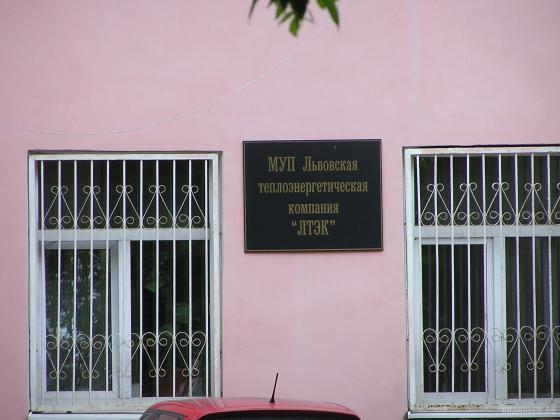 МУП Львовская
теплоэнергетическая
компания
“ЛТЭК”